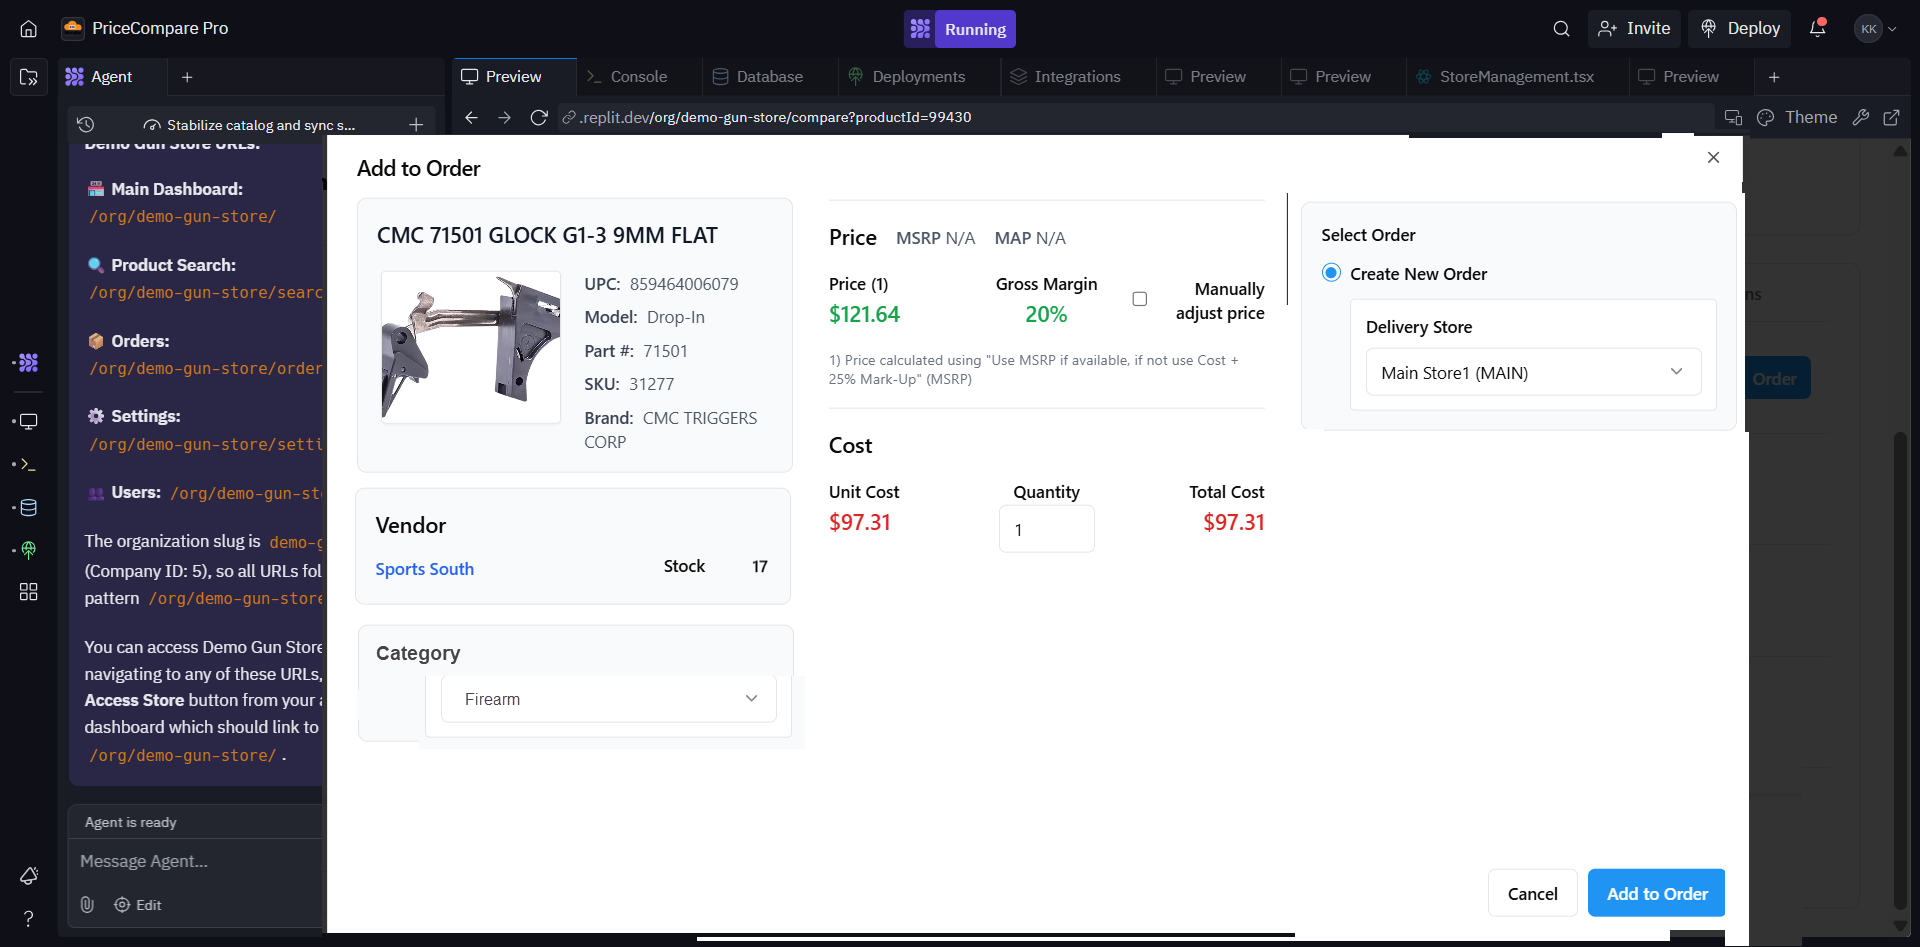 PriceCompare Pro
Running
Invite
Deploy
KK
Agent
Preview
Console
Database
Deployments
Integrations
Preview
Preview
StoreManagement.tsx
Preview
Stabilize catalog and sync s...
.replit.dev/org/demo-gun-store/compare?productId=99430
Theme
Demo Gun Store URLs:
Main Dashboard:
/org/demo-gun-store/
Product Search:
/org/demo-gun-store/searc
Orders:
/org/demo-gun-store/order
Settings:
/org/demo-gun-store/setti
Users: /org/demo-gun-st
The organization slug is demo-g
(Company ID: 5), so all URLs fol
pattern /org/demo-gun-store
You can access Demo Gun Store
navigating to any of these URLs,
Access Store button from your a
dashboard which should link to
/org/demo-gun-store/ .
Agent is ready
Message Agent...
Edit
Add to Order
CMC 71501 GLOCK G1-3 9MM FLAT
UPC: 859464006079
Model: Drop-In
Part #: 71501
SKU: 31277
Brand: CMC TRIGGERS
CORP
Vendor
Sports South
Stock 17
Category
Firearm
Price MSRP N/A MAP N/A
Price (1)
$121.64
Gross Margin
20%
Manually
adjust price
1) Price calculated using "Use MSRP if available, if not use Cost +
25% Mark-Up" (MSRP)
Cost
Unit Cost
$97.31
Quantity
1
Total Cost
$97.31
Select Order
Create New Order
Delivery Store
Main Store1 (MAIN)
Order
Cancel
Add to Order